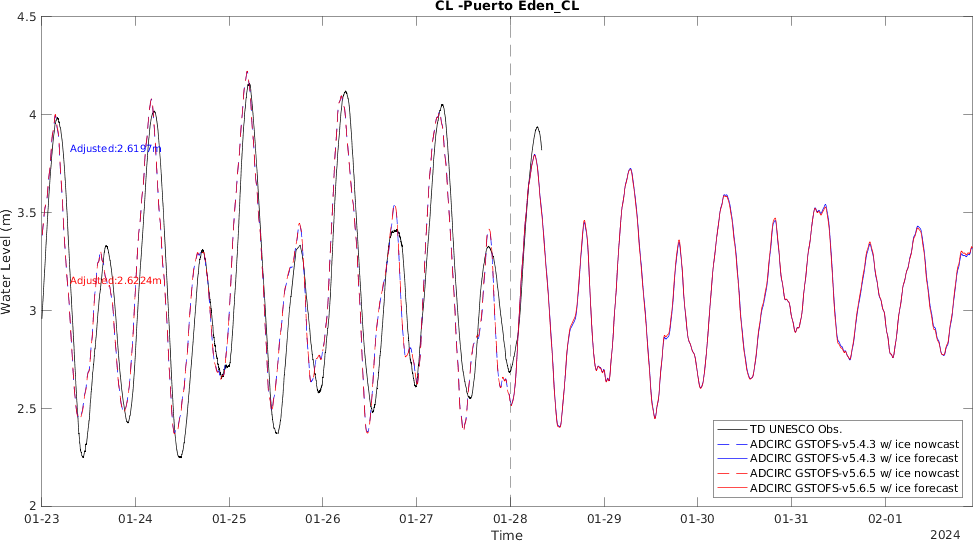 CL -Puerto Eden_CL
4.5
4
3.5
3
2.5
2
Water Level (m)
Adjusted:2.6197m
Adjusted:2.6224m
TD UNESCO Obs.
ADCIRC GSTOFS-v5.4.3 w/ ice nowcast
ADCIRC GSTOFS-v5.4.3 w/ ice forecast
ADCIRC GSTOFS-v5.6.5 w/ ice nowcast
ADCIRC GSTOFS-v5.6.5 w/ ice forecast
01-23 01-24 01-25 01-26 01-27 01-28 01-29 01-30 01-31 02-01
Time
2024